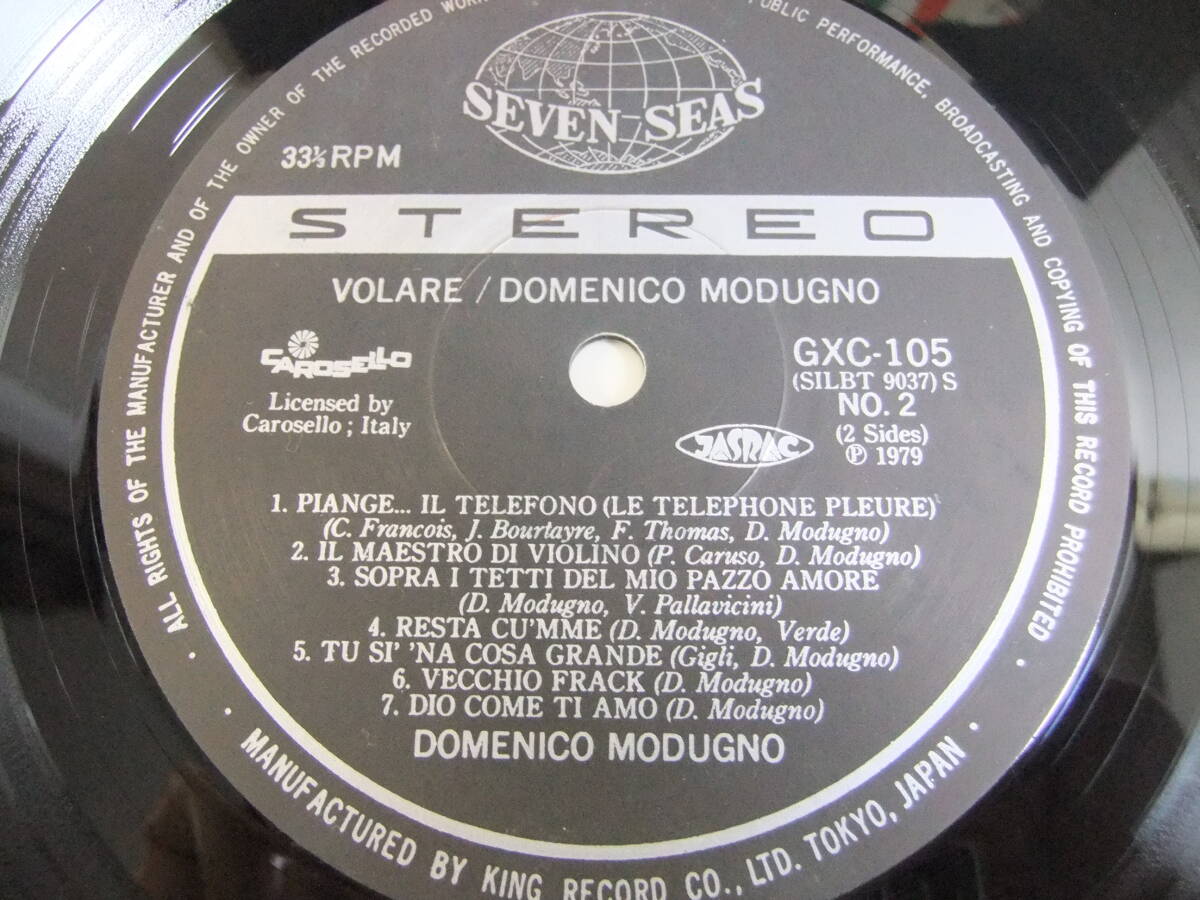 ALL RIGHTS OF THE MANUFACTURER AND OF THE OWNER OF THE RECORDED WORK
PUBLIC PERFORMANCE, BROADCASTING AND COPYING OF THIS RECORD PROHIBITED
SEVEN SEAS
33⅓ RPM
STEREO
VOLARE / DOMENICO MODUGNO
CAROSELLO
Licensed by
Carosello ; Italy
GXC-105
(SILBT 9037) S
NO. 2
(2 Sides)
℗ 1979
JASRAC
1. PIANGE... IL TELEFONO (LE TELEPHONE PLEURE)
(C. Francois, J. Bourtayre, F. Thomas, D. Modugno)
2. IL MAESTRO DI VIOLINO (P. Caruso, D. Modugno)
3. SOPRA I TETTI DEL MIO PAZZO AMORE
(D. Modugno, V. Pallavicini)
4. RESTA CU'MME (D. Modugno, Verde)
5. TU SI' 'NA COSA GRANDE (Gigli, D. Modugno)
6. VECCHIO FRACK (D. Modugno)
7. DIO COME TI AMO (D. Modugno)
DOMENICO MODUGNO
MANUFACTURED BY KING RECORD CO., LTD. TOKYO, JAPAN